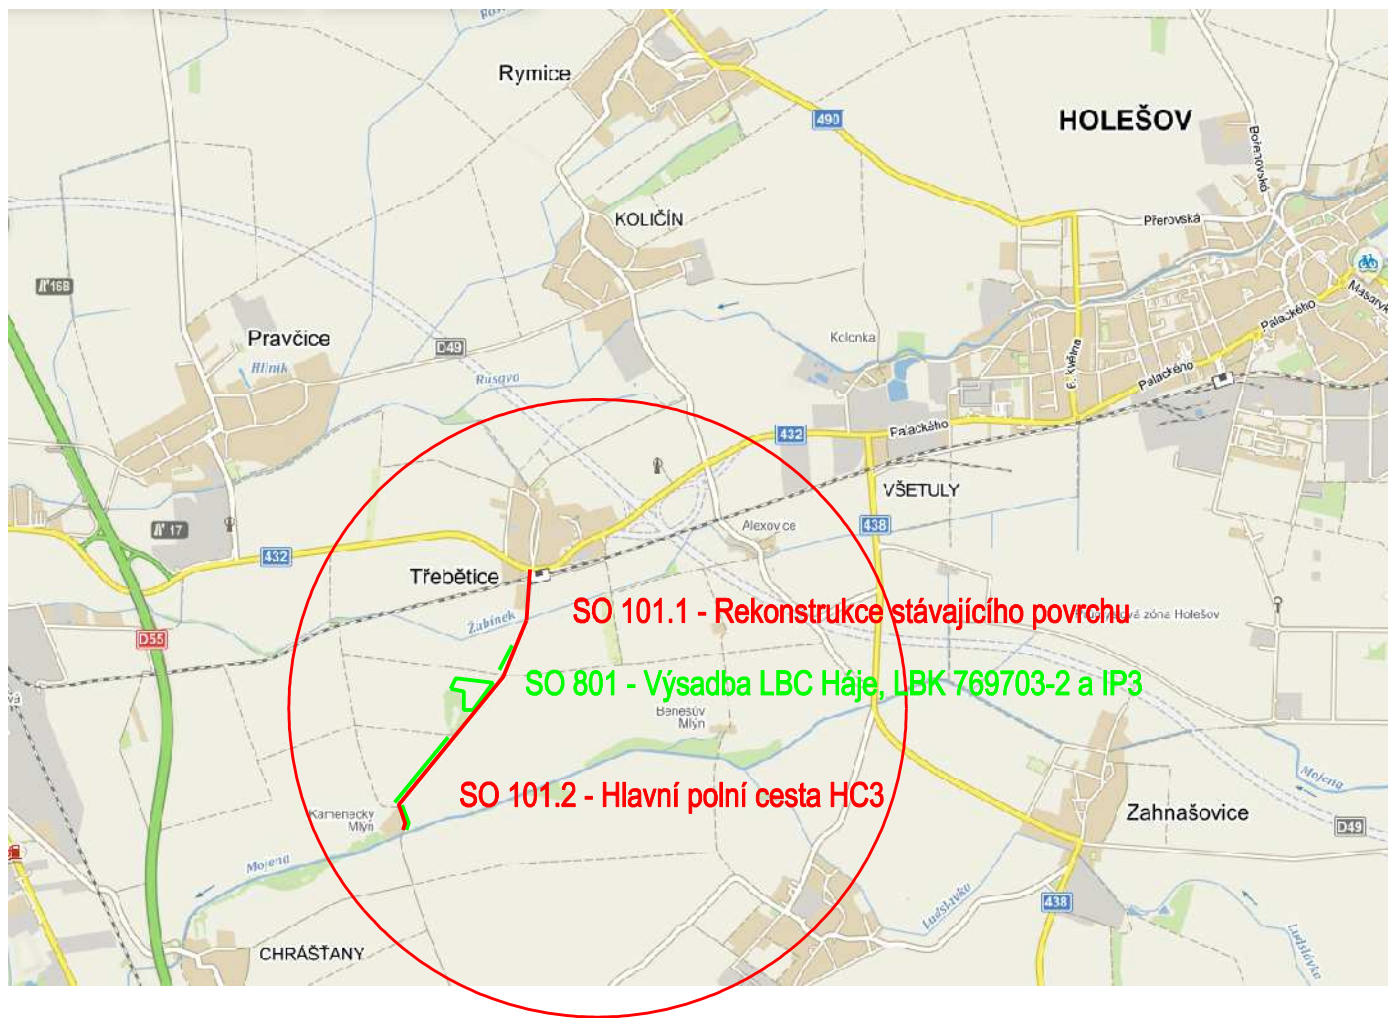 Rymice
HOLEŠOV
490
Bořenovská
Přerovská
KOLIČÍN
Masaryk
Palackého
168
Pravčice
Hliník
D49
Rusava
Kolonka
6. května
Palackého
432
Palackého
VŠETULY
17
432
438
Alexovice
Třebětice
Žabínek
SO 101.1 - Rekonstrukce stávajícího povrchu
zóna Holešov
D55
SO 801 - Výsadba LBC Háje, LBK 769703-2 a IP3
Benešův
Mlýn
SO 101.2 - Hlavní polní cesta HC3
Kamenecký
Mlýn
Mojena
Zahnašovice
D49
Mojena
Ludslávka
438
Ludslávka
CHRÁŠŤANY